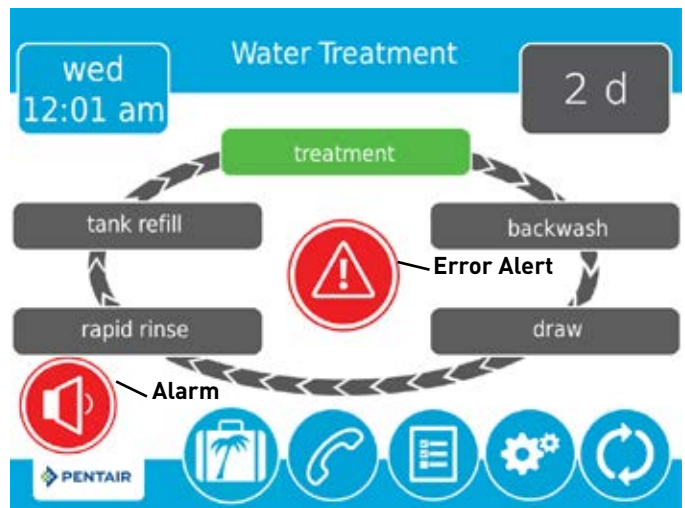 Water Treatment
wed
12:01 am
2 d
treatment
tank refill
backwash
Error Alert
rapid rinse
draw
Alarm
PENTAIR